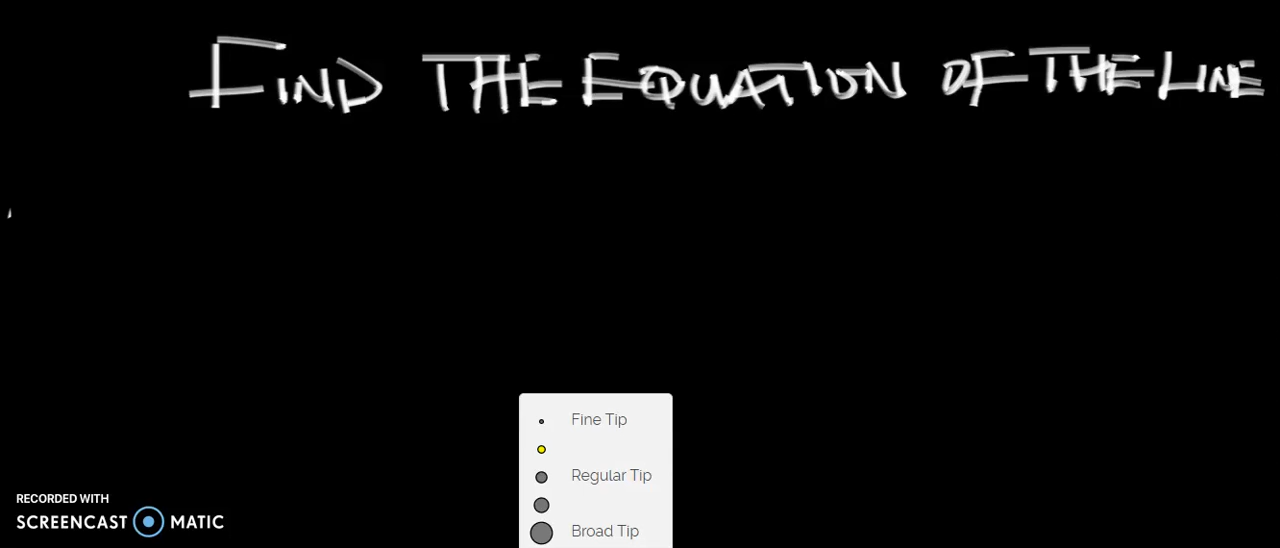 FIND THE EQUATION OF THE LINE
Fine Tip
Regular Tip
Broad Tip
RECORDED WITH
SCREENCAST MATIC